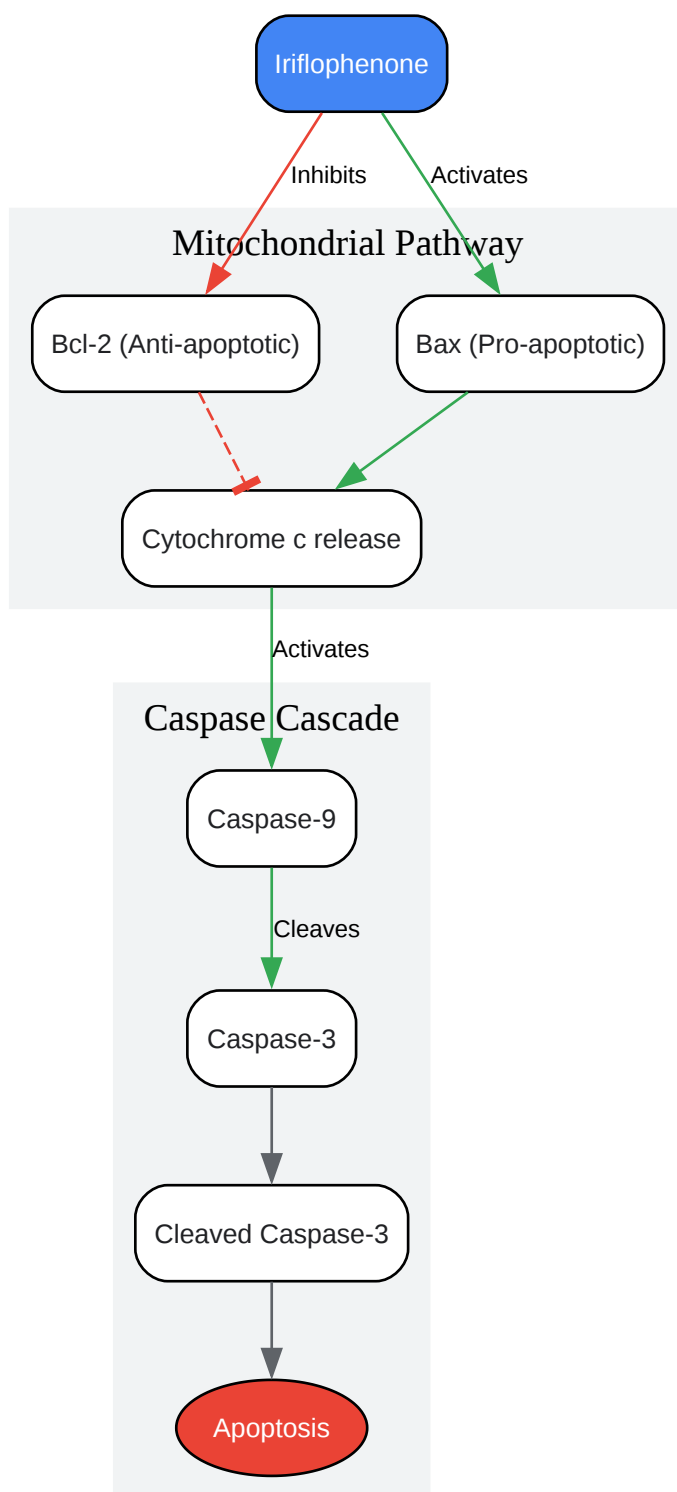 Iriflophenone
Inhibits
Activates
Mitochondrial Pathway
Bcl-2 (Anti-apoptotic)
Bax (Pro-apoptotic)
Cytochrome c release
Activates
Caspase Cascade
Caspase-9
Cleaves
Caspase-3
Cleaved Caspase-3
Apoptosis